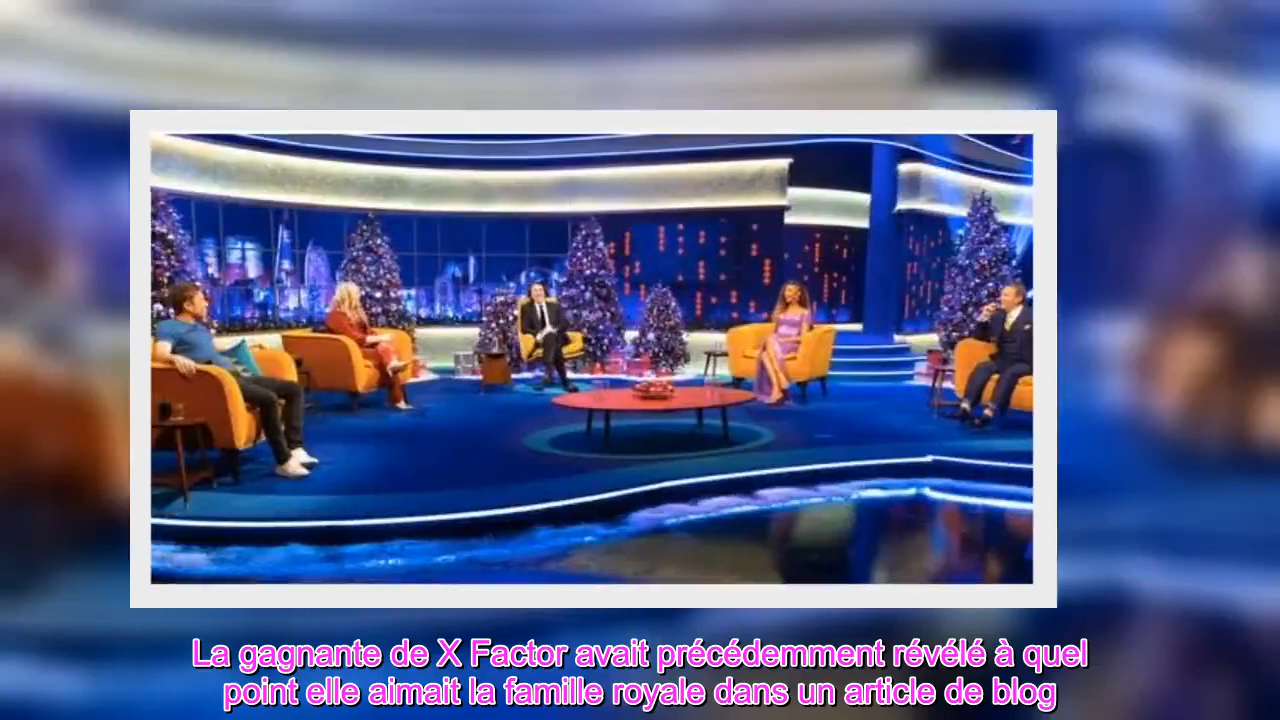 La gagnante de X Factor avait précédemment révélé à quel
point elle aimait la famille royale dans un article de blog